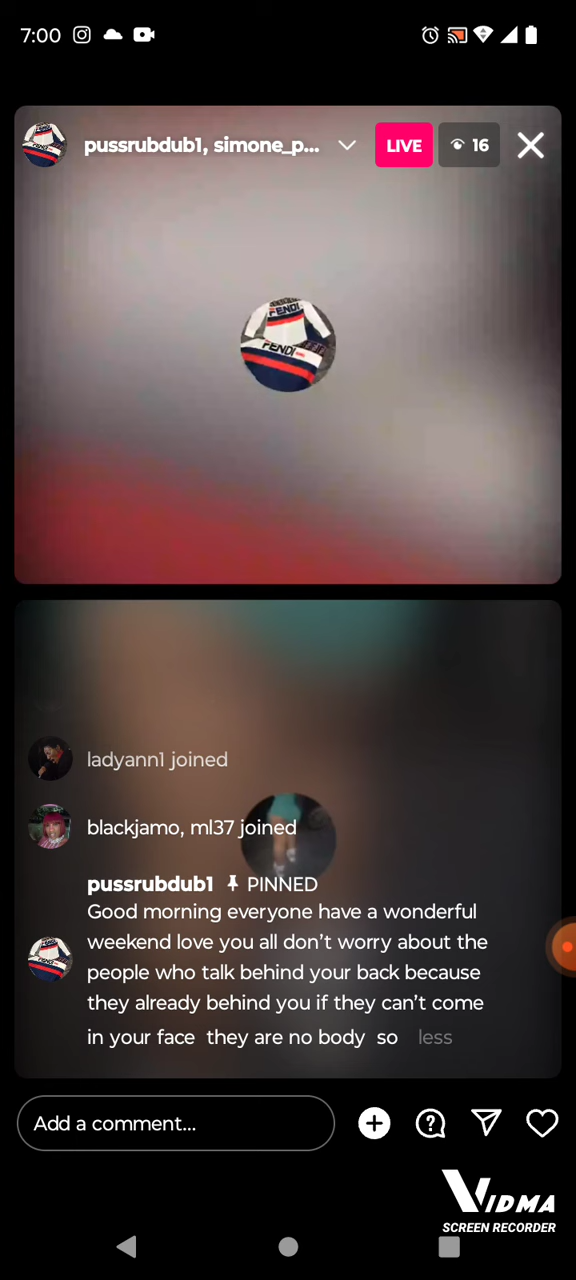 7:00
pussrubdub1, simone_p...
LIVE
16
FENDI
FENDI
ladyann1 joined
blackjamo, ml37 joined
pussrubdub1 PINNED
Good morning everyone have a wonderful
weekend love you all don’t worry about the
people who talk behind your back because
they already behind you if they can’t come
in your face they are no body so less
Add a comment...
VIDMA
SCREEN RECORDER